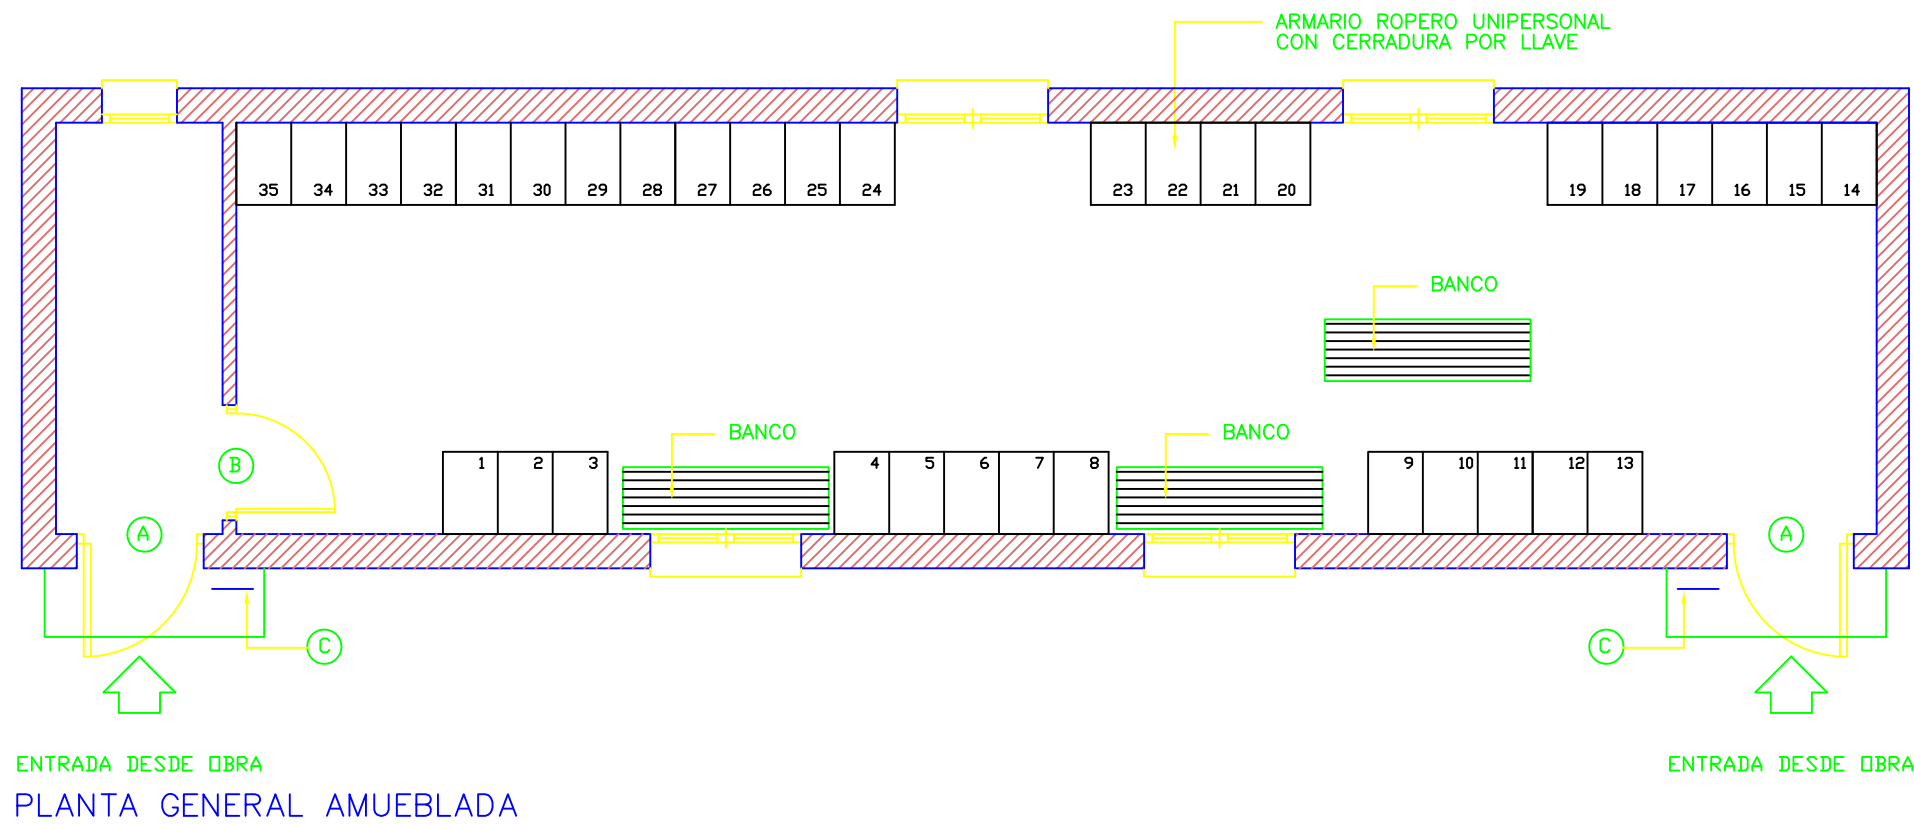 ARMARIO ROPERO UNIPERSONAL
CON CERRADURA POR LLAVE
35 34 33 32 31 30 29 28 27 26 25 24 23 22 21 20 19 18 17 16 15 14
BANCO
BANCO
BANCO
B
1 2 3 4 5 6 7 8 9 10 11 12 13
A
A
C
C
ENTRADA DESDE OBRA
ENTRADA DESDE OBRA
PLANTA GENERAL AMUEBLADA